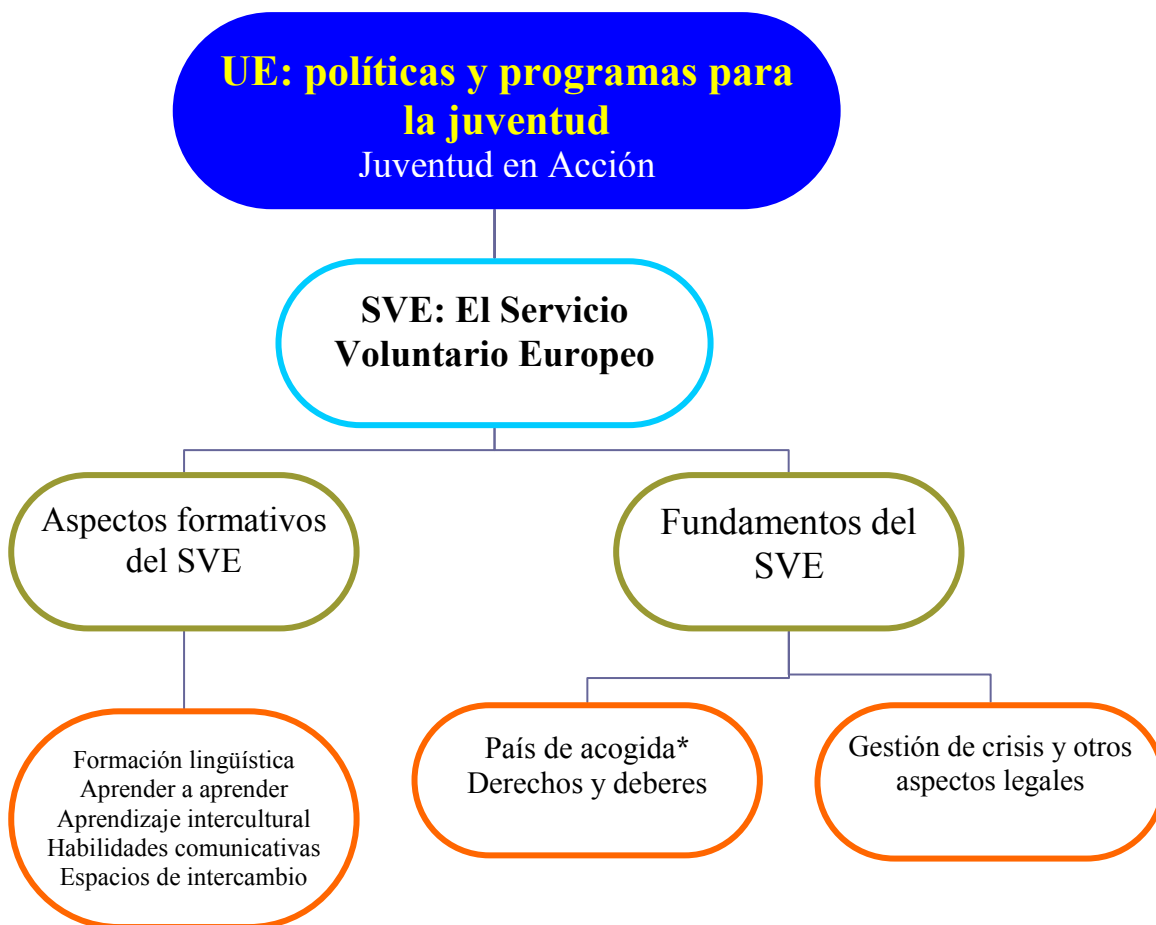 UE: políticas y programas para
la juventud
Juventud en Acción
SVE: El Servicio
Voluntario Europeo
Aspectos formativos
del SVE
Fundamentos del
SVE
Formación lingüística
Aprender a aprender
Aprendizaje intercultural
Habilidades comunicativas
Espacios de intercambio
País de acogida*
Derechos y deberes
Gestión de crisis y otros
aspectos legales